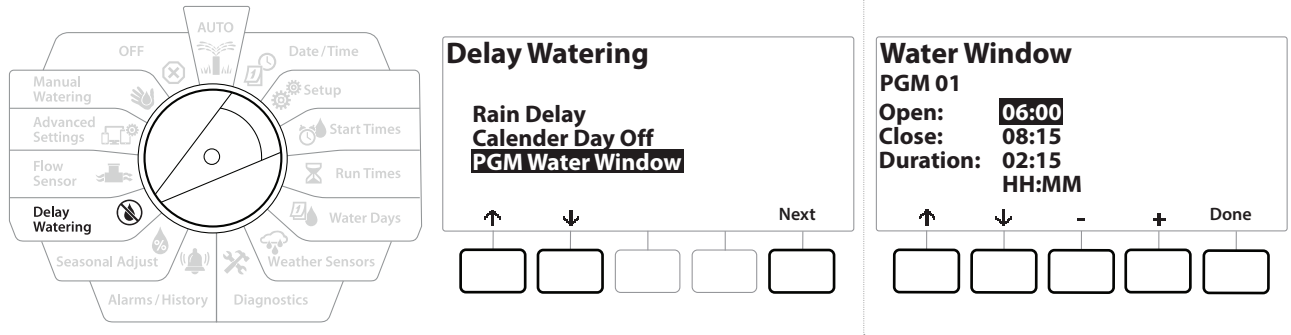 AUTO
OFF
Date/Time
Manual
Watering
Setup
Advanced
Settings
Start Times
Flow
Sensor
Run Times
Delay
Watering
Water Days
Seasonal Adjust
Weather Sensors
Alarms/History
Diagnostics
1
1
%
Delay Watering
Rain Delay
Calender Day Off
PGM Water Window
↑ ↓ Next
Water Window
PGM 01
Open: 06:00
Close: 08:15
Duration: 02:15
HH:MM
↑ ↓ - + Done